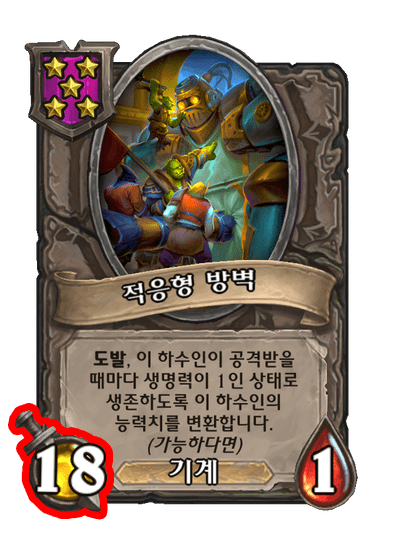 적응형 방벽
도발, 이 하수인이 공격받을
때마다 생명력이 1인 상태로
생존하도록 이 하수인의
능력치를 변환합니다.
(가능하다면)
기계
18
1